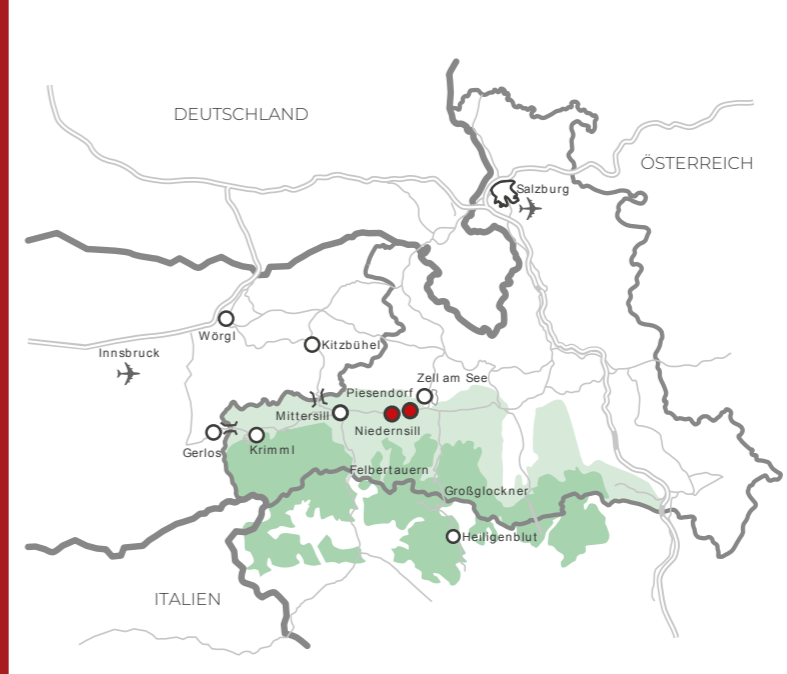 DEUTSCHLAND
ÖSTERREICH
Salzburg
Wörgl
Kitzbühel
Innsbruck
Zell am See
Piesendorf
Mittersill
Niedernsill
Gerlos
Krimml
Felbertauern
Großglockner
Heiligenblut
ITALIEN